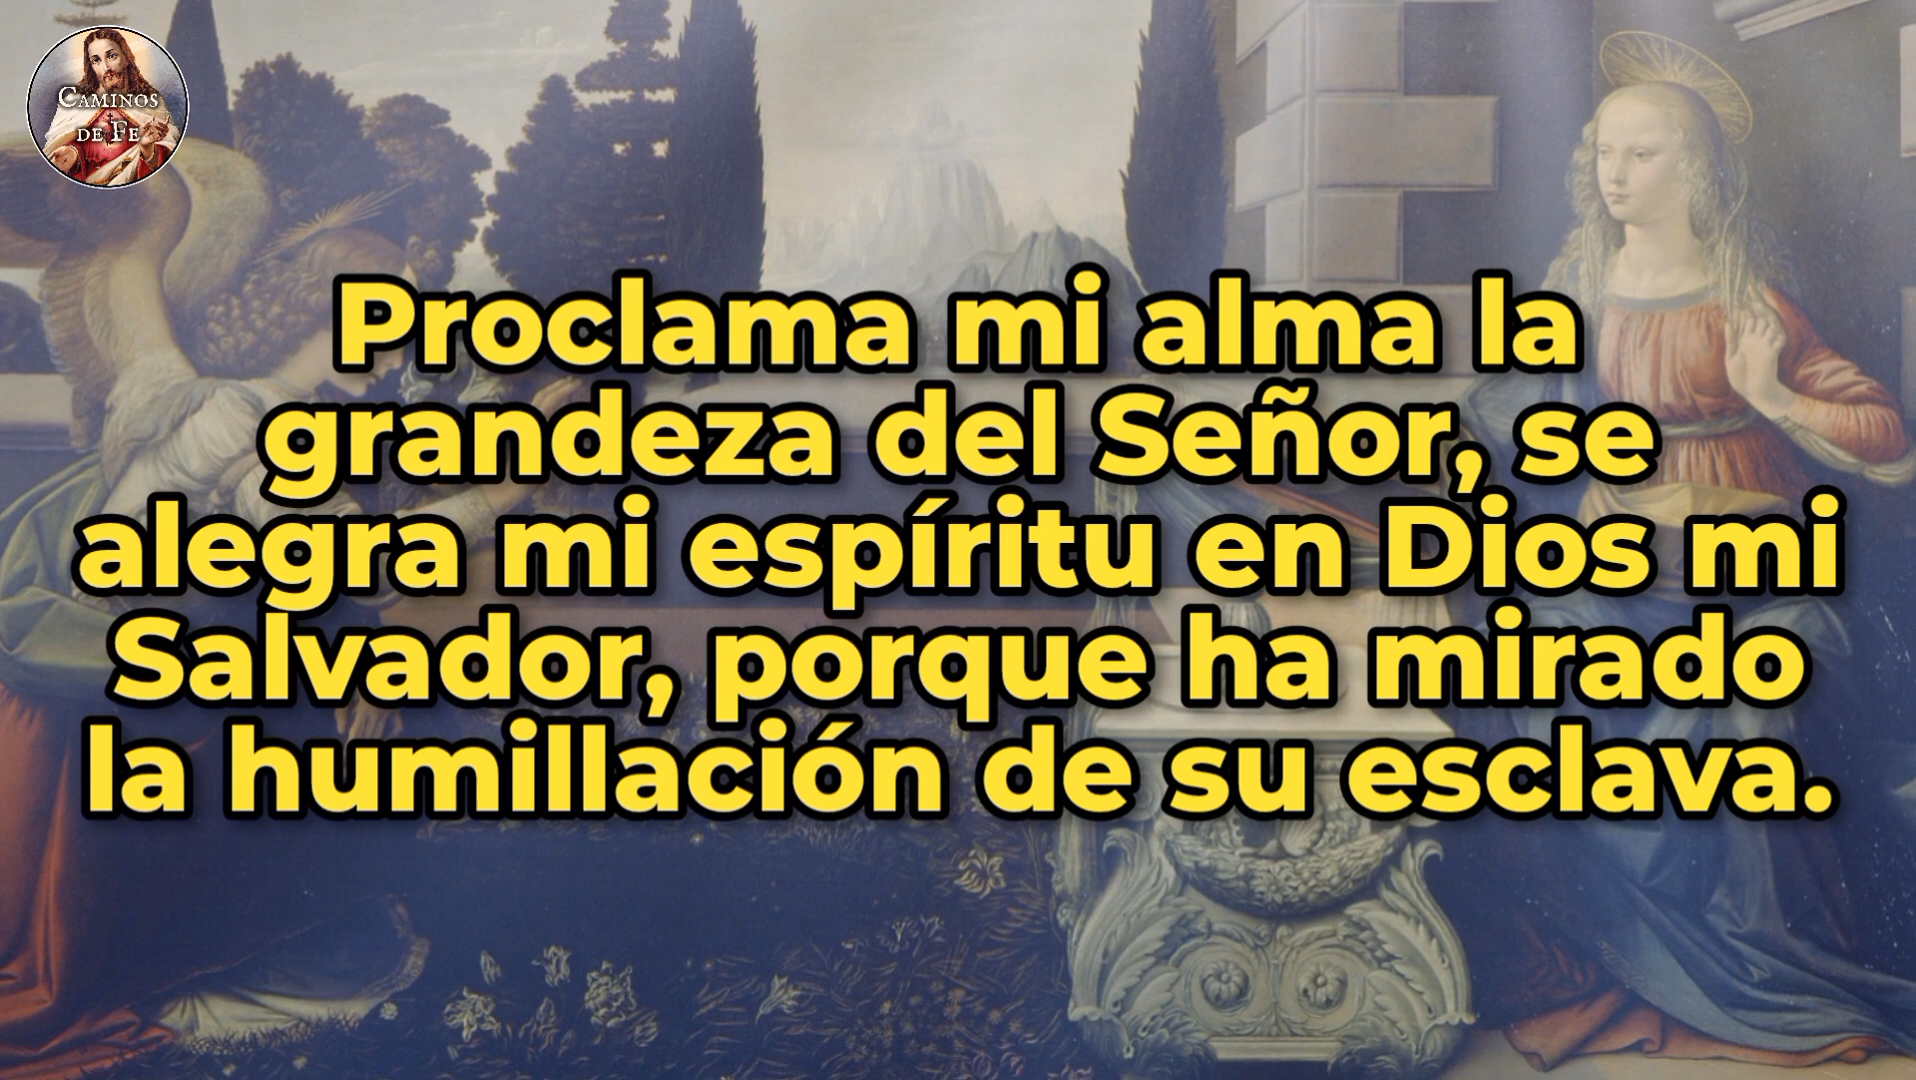 CAMINOS
DE FE
Proclama mi alma la
grandeza del Señor, se
alegra mi espíritu en Dios mi
Salvador, porque ha mirado
la humillación de su esclava.